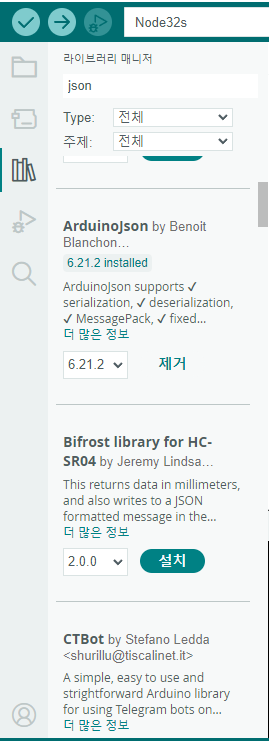 Node32s
라이브러리 매니저
json
Type: 전체
주제: 전체
ArduinoJson by Benoit
Blanchon…
6.21.2 installed
ArduinoJson supports ✓
serialization, ✓ deserialization,
✓ MessagePack, ✓ fixed...
더 많은 정보
6.21.2 제거
Bifrost library for HC-
SR04 by Jeremy Lindsa…
This returns data in millimeters,
and also writes to a JSON
formatted message in the...
더 많은 정보
2.0.0 설치
CTBot by Stefano Ledda
<shurillu@tiscalinet.it>
A simple, easy to use and
strightforward Arduino library
for using Telegram bots on...
더 많은 정보